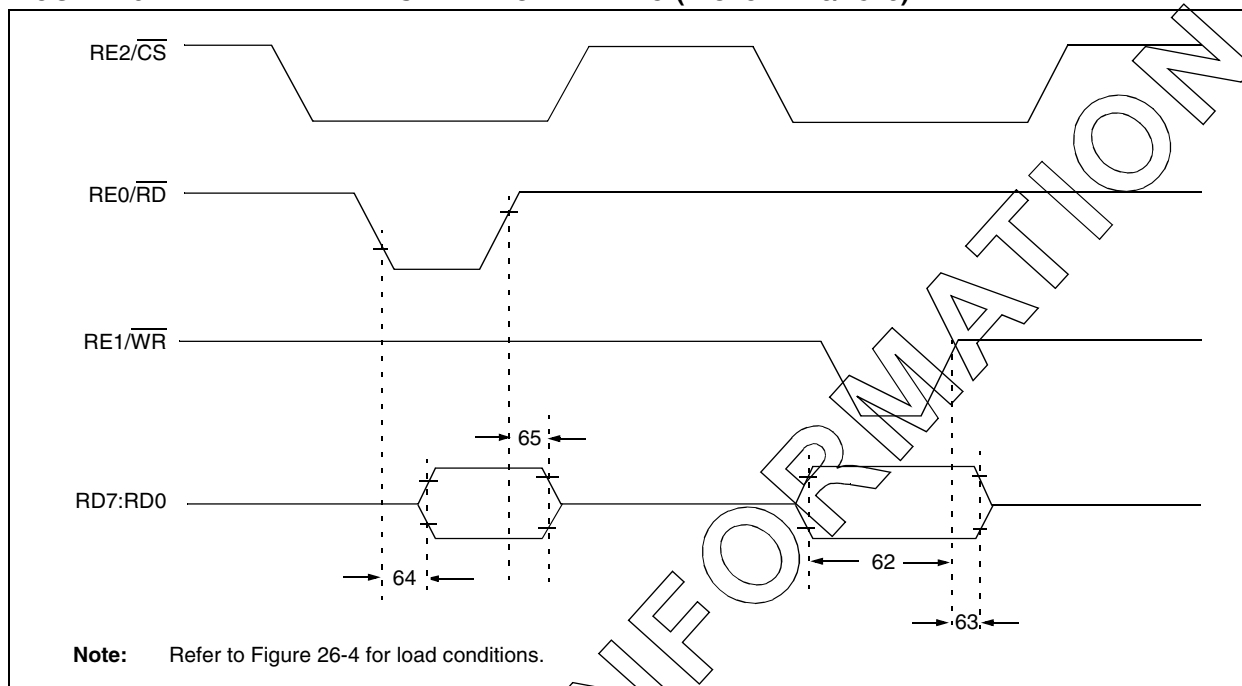 RE2/CS
RE0/RD
RE1/WR
65
RD7:RD0
64
62
63
Note: Refer to Figure 26-4 for load conditions.
INFORMATION